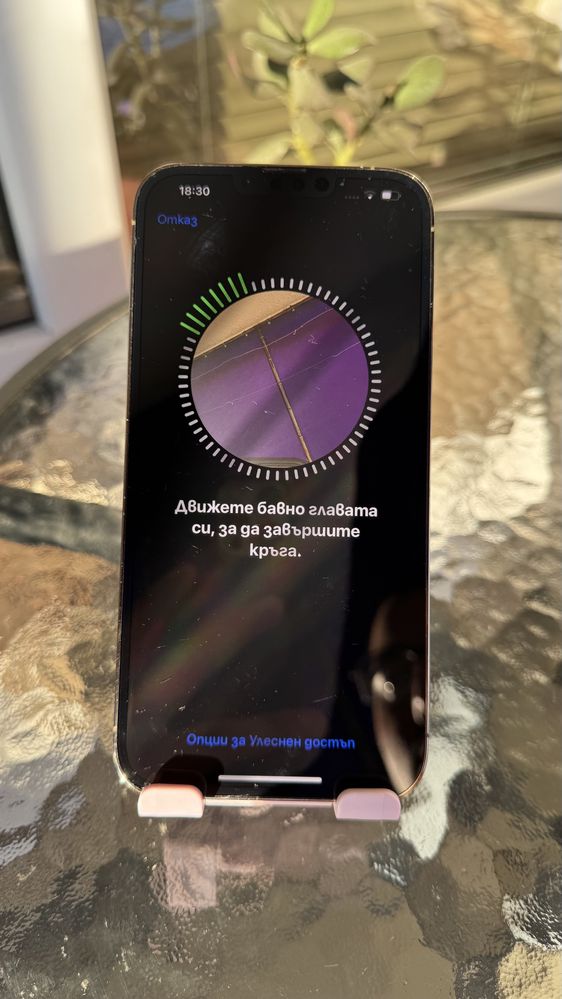 18:30
Отказ
Движете бавно главата
си, за да завършите
кръга.
Опции за Улеснен достъп